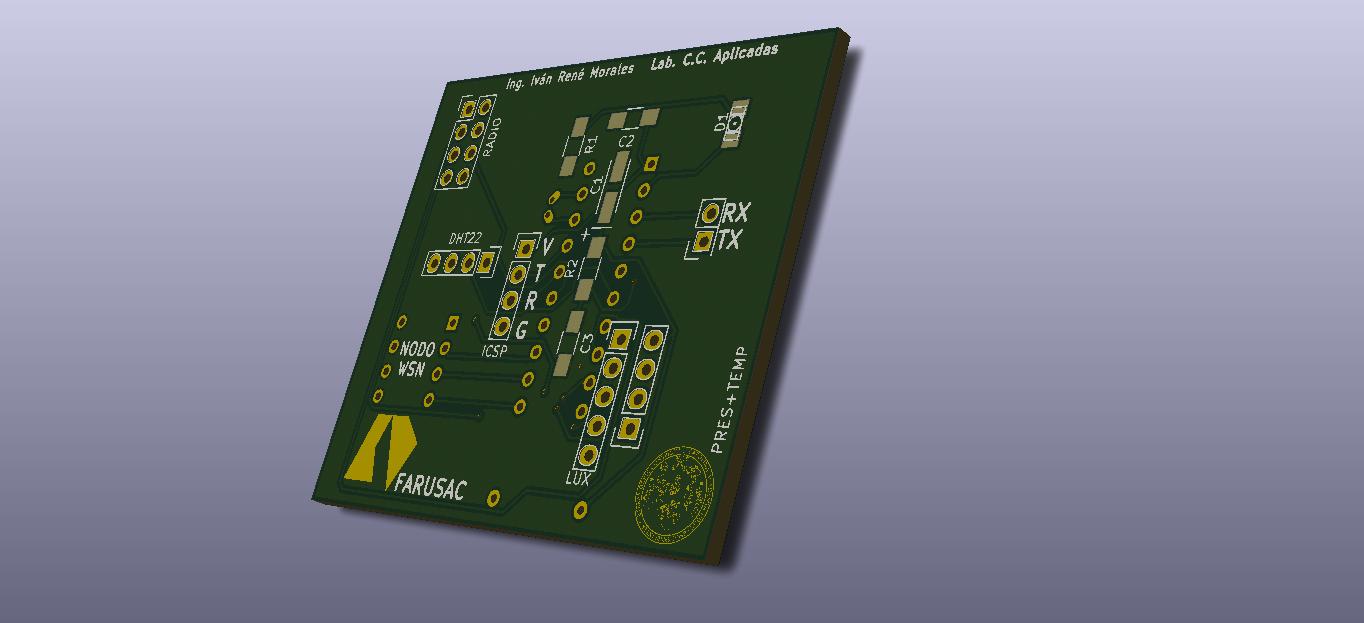 Ing. Iván René Morales Lab. C.C. Aplicadas
RADIO
R1
C2
D1
C1
RX
TX
DHT22
+
V
T
R
G
R2
ICSP
C3
NODO
WSN
PRES+TEMP
LUX
FARUSAC